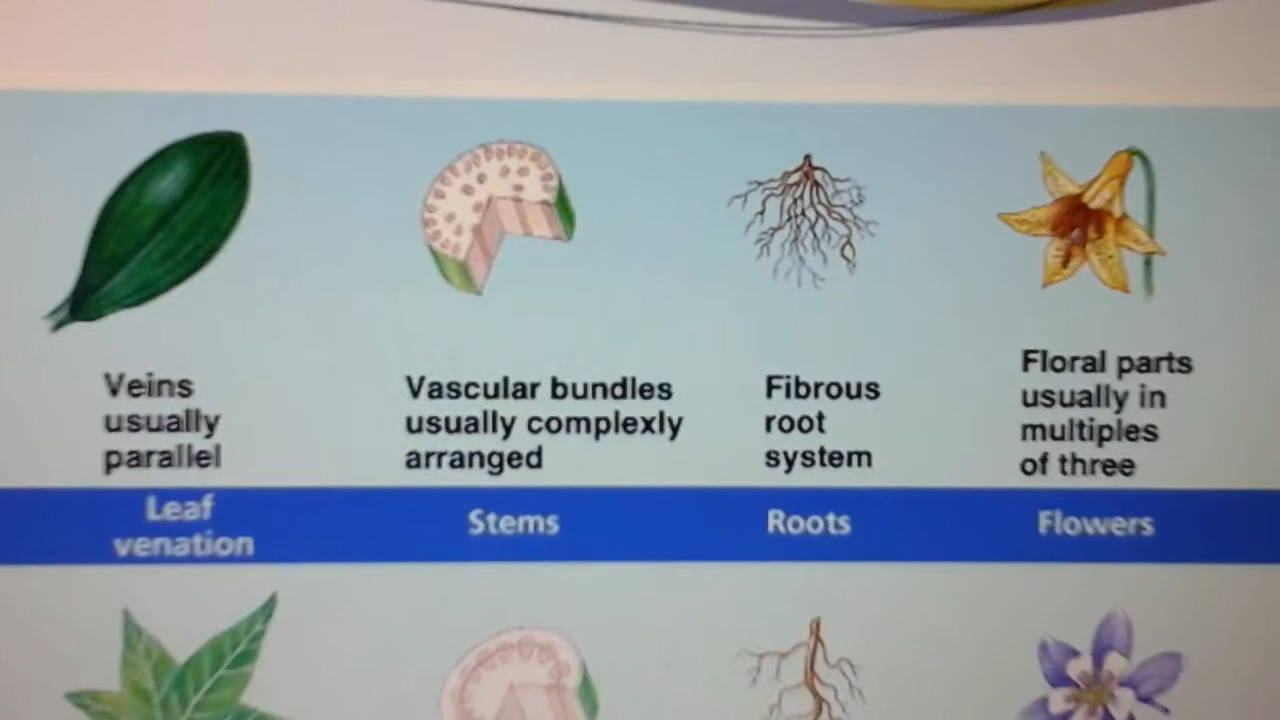 Veins
usually
parallel
Vascular bundles
usually complexly
arranged
Fibrous
root
system
Floral parts
usually in
multiples
of three
Leaf
venation
Stems
Roots
Flowers